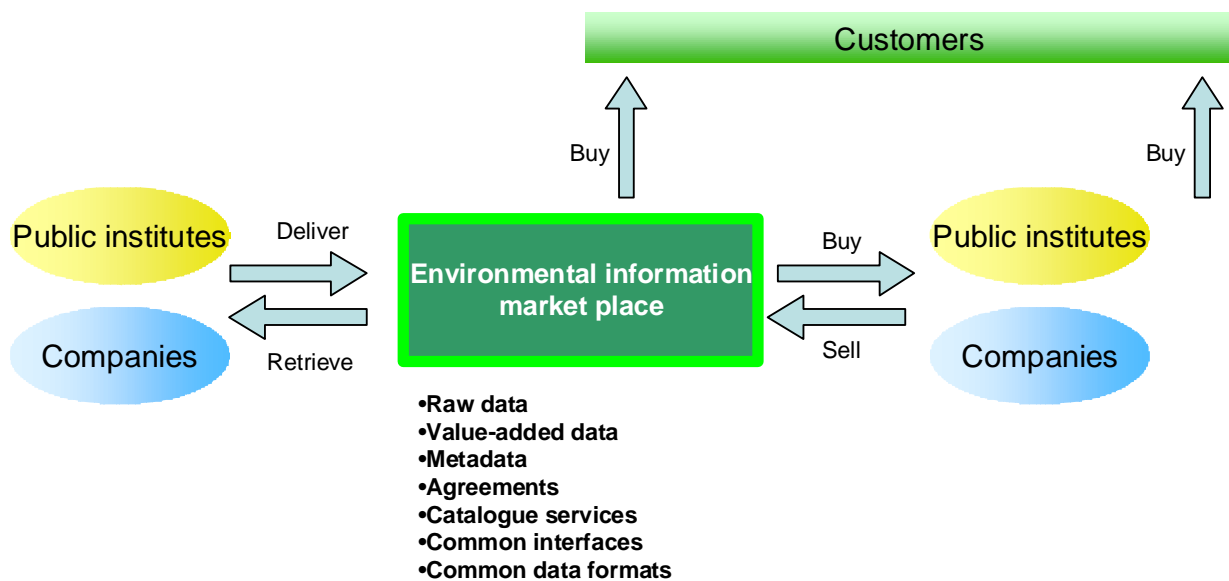 Customers
Buy
Buy
Public institutes
Deliver
Environmental information
market place
Buy
Public institutes
Companies
Retrieve
Sell
Companies
•Raw data
•Value-added data
•Metadata
•Agreements
•Catalogue services
•Common interfaces
•Common data formats